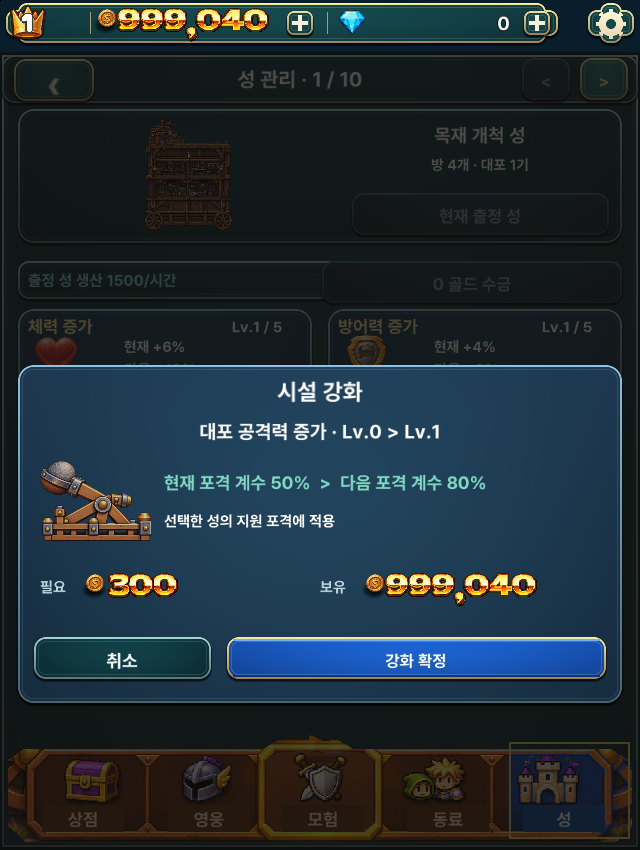 1 999,040 + 0 +
성 관리 · 1 / 10 < >
목재 개척 성
방 4개 · 대포 1기
현재 출정 성
출정 성 생산 1500/시간 0 골드 수금
체력 증가 Lv.1 / 5 방어력 증가 Lv.1 / 5
현재 +6% 현재 +4%
시설 강화
대포 공격력 증가 · Lv.0 > Lv.1
현재 포격 계수 50% > 다음 포격 계수 80%
선택한 성의 지원 포격에 적용
필요 300 보유 999,040
취소 강화 확정
상점 영웅 모험 동료 성